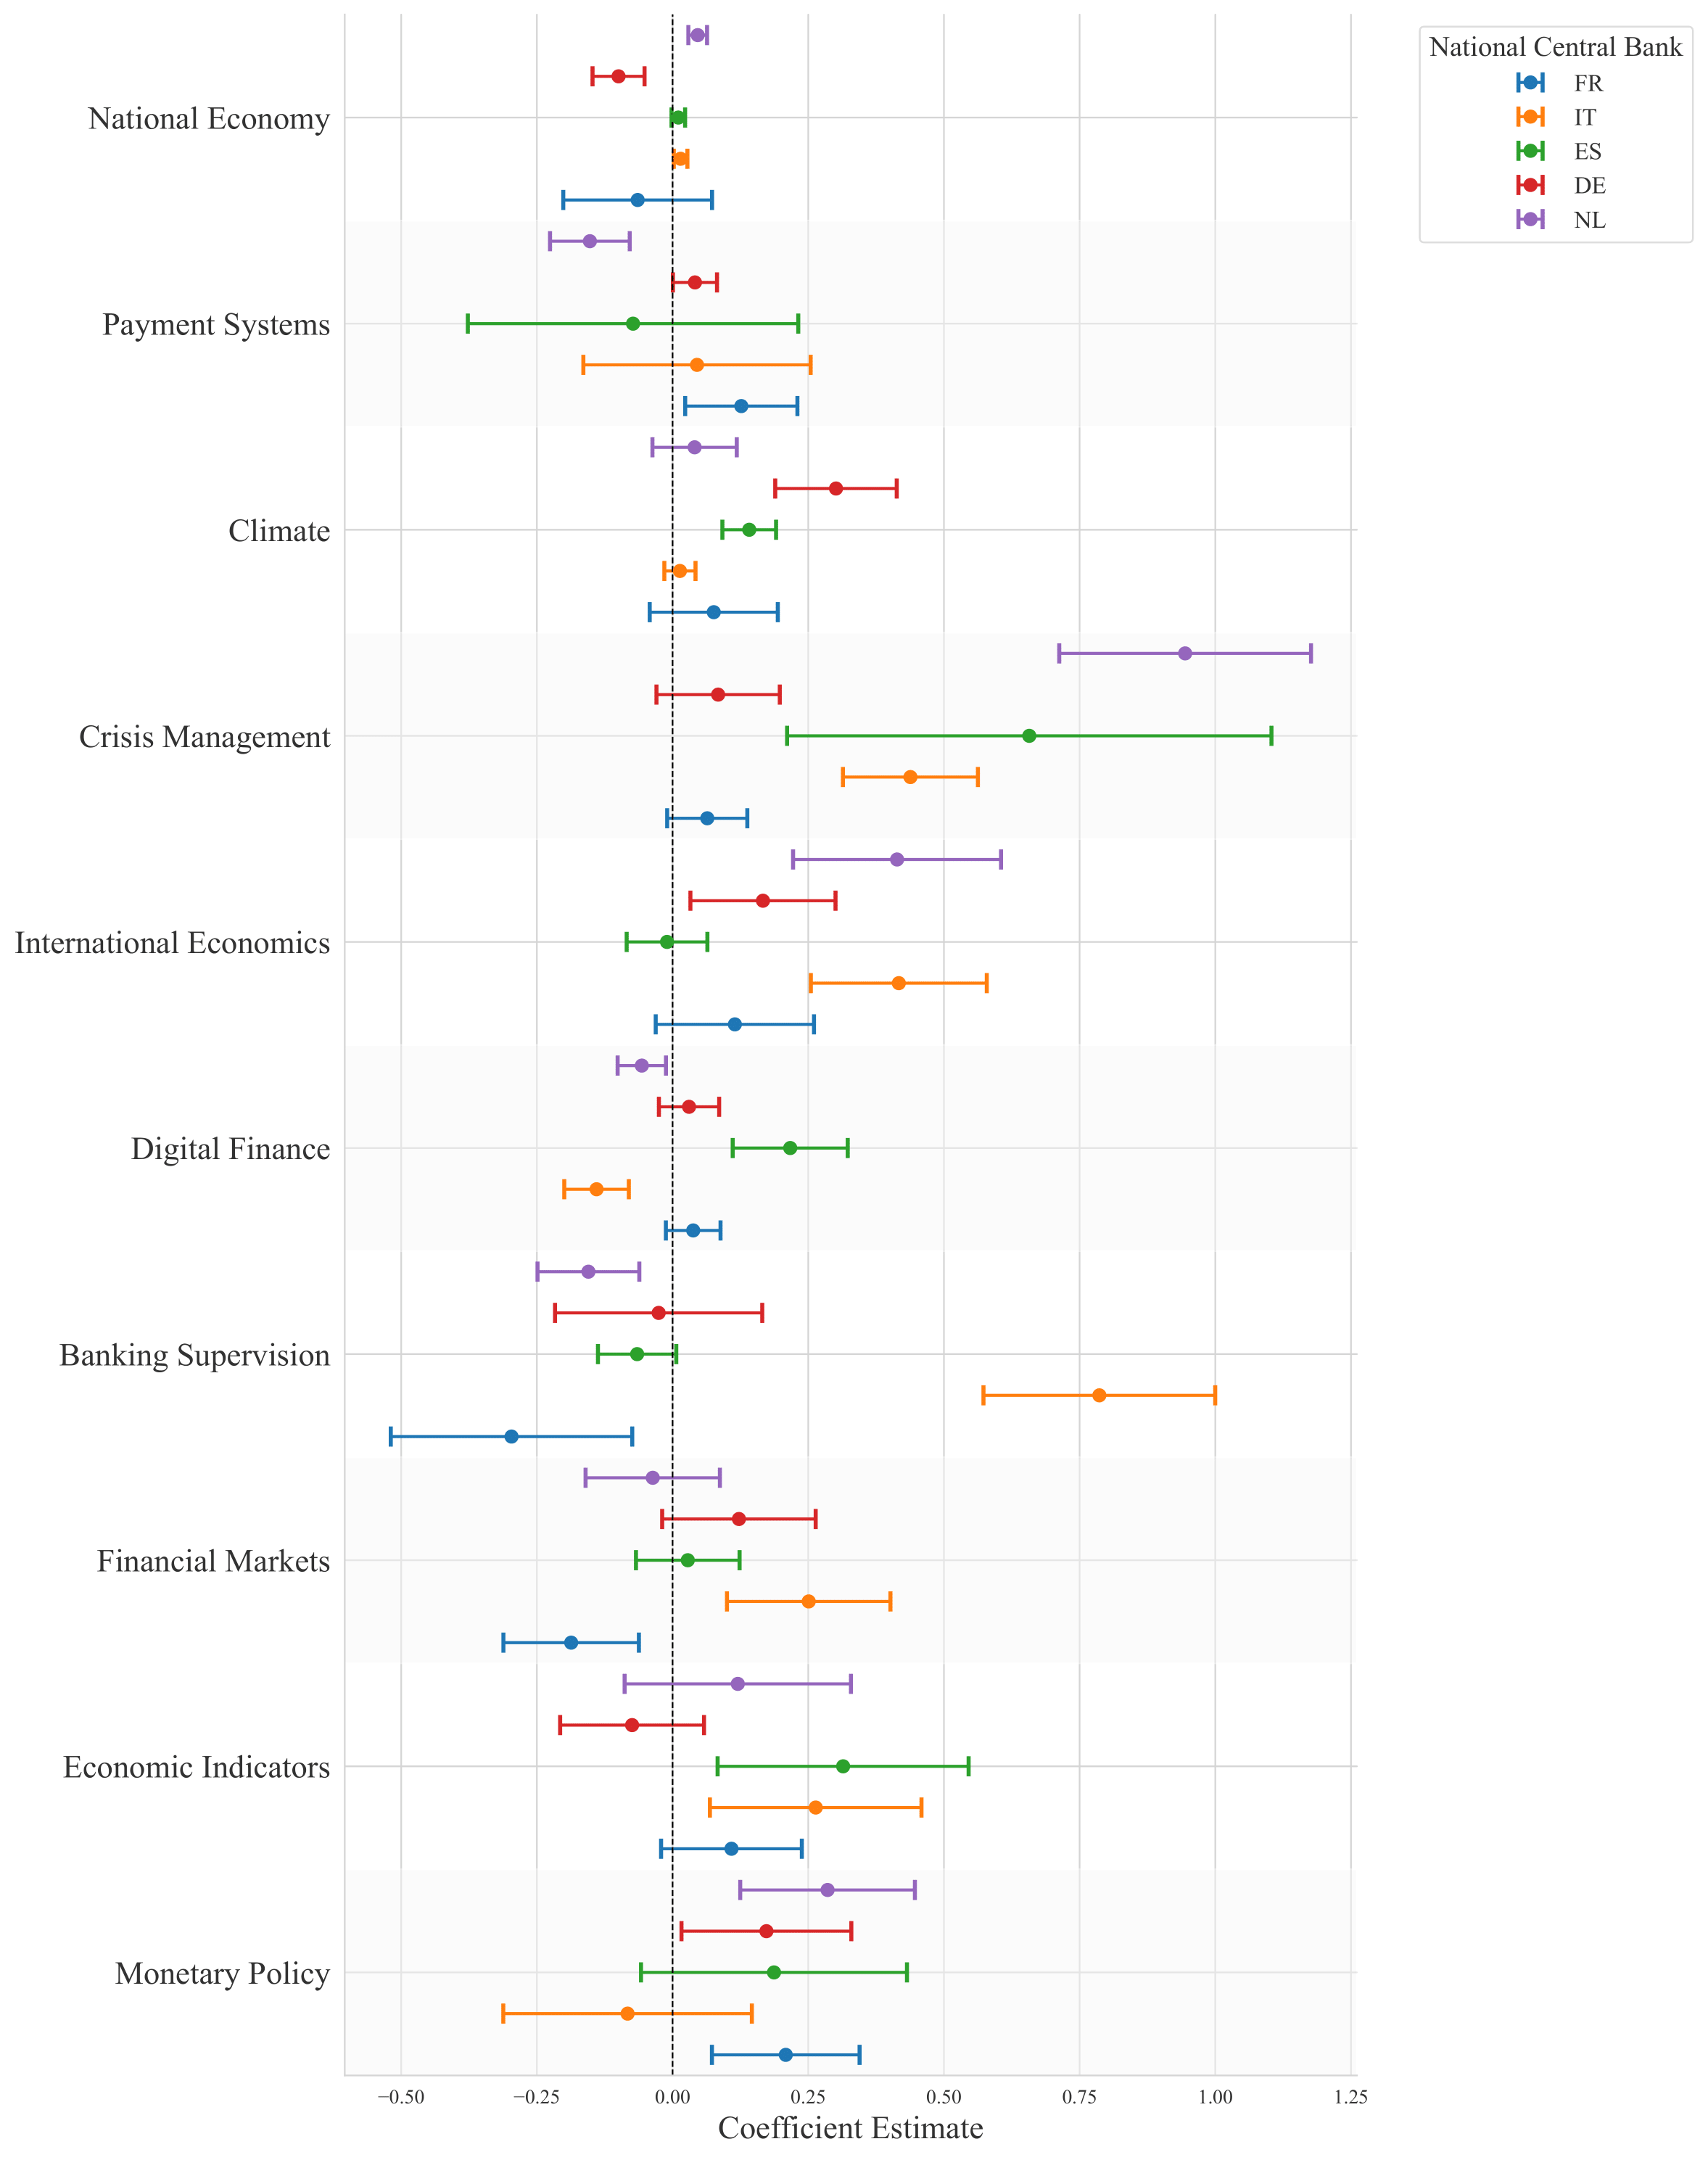 National Central Bank
FR
IT
ES
DE
NL
National Economy
Payment Systems
Climate
Crisis Management
International Economics
Digital Finance
Banking Supervision
Financial Markets
Economic Indicators
Monetary Policy
−0.50 −0.25 0.00 0.25 0.50 0.75 1.00 1.25
Coefficient Estimate